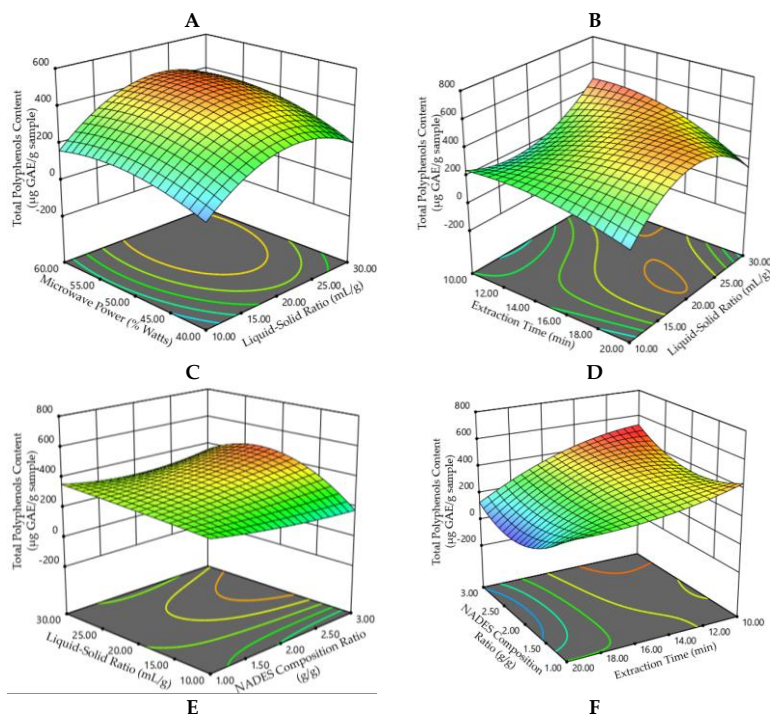 A
B
600
400
200
0
-200
Total Polyphenols Content
(µg GAE/g sample)
60.00
55.00
50.00
45.00
40.00
Microwave Power (% Watts)
10.00
15.00
20.00
25.00
30.00
Liquid-Solid Ratio (mL/g)
800
600
400
200
0
-200
Total Polyphenols Content
(µg GAE/g sample)
10.00
12.00
14.00
16.00
18.00
20.00
Extraction Time (min)
10.00
15.00
20.00
25.00
30.00
Liquid-Solid Ratio (mL/g)
C
D
800
600
400
200
0
-200
Total Polyphenols Content
(µg GAE/g sample)
30.00
25.00
20.00
15.00
10.00
Liquid-Solid Ratio (mL/g)
1.00
1.50
2.00
2.50
3.00
NADES Composition Ratio
(g/g)
800
600
400
200
0
-200
Total Polyphenols Content
(µg GAE/g sample)
3.00
2.50
2.00
1.50
1.00
NADES Composition
Ratio (g/g)
20.00
18.00
16.00
14.00
12.00
10.00
Extraction Time (min)
E
F